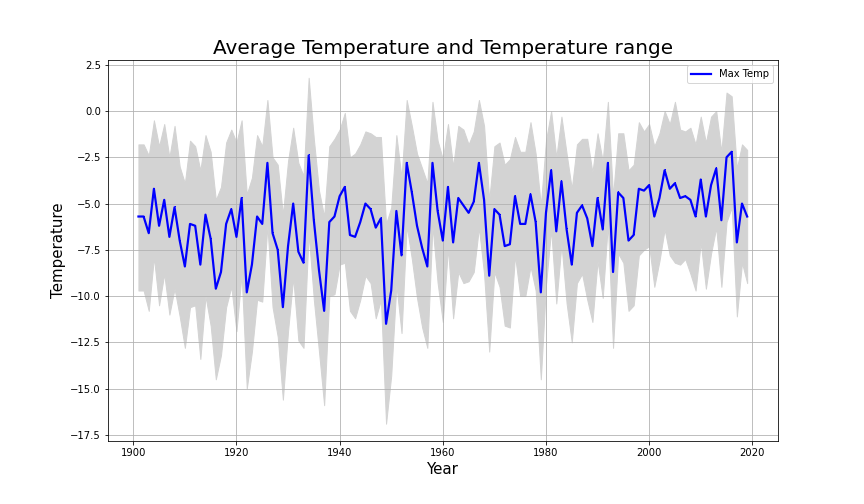 Average Temperature and Temperature range
Max Temp
2.5
0.0
−2.5
−5.0
−7.5
−10.0
−12.5
−15.0
−17.5
Temperature
1900 1920 1940 1960 1980 2000 2020
Year